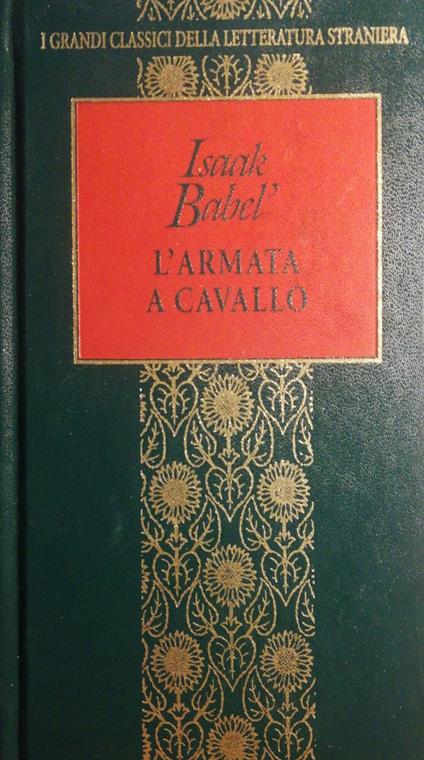 I GRANDI CLASSICI DELLA LETTERATURA STRANIERA
Isaak
Babel'
L'ARMATA
A CAVALLO